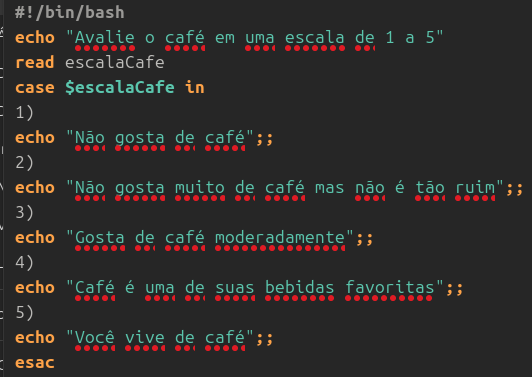 #!/bin/bash
echo "Avalie o café em uma escala de 1 a 5"
read escalaCafe
case $escalaCafe in
1)
echo "Não gosta de café";;
2)
echo "Não gosta muito de café mas não é tão ruim";;
3)
echo "Gosta de café moderadamente";;
4)
echo "Café é uma de suas bebidas favoritas";;
5)
echo "Você vive de café";;
esac